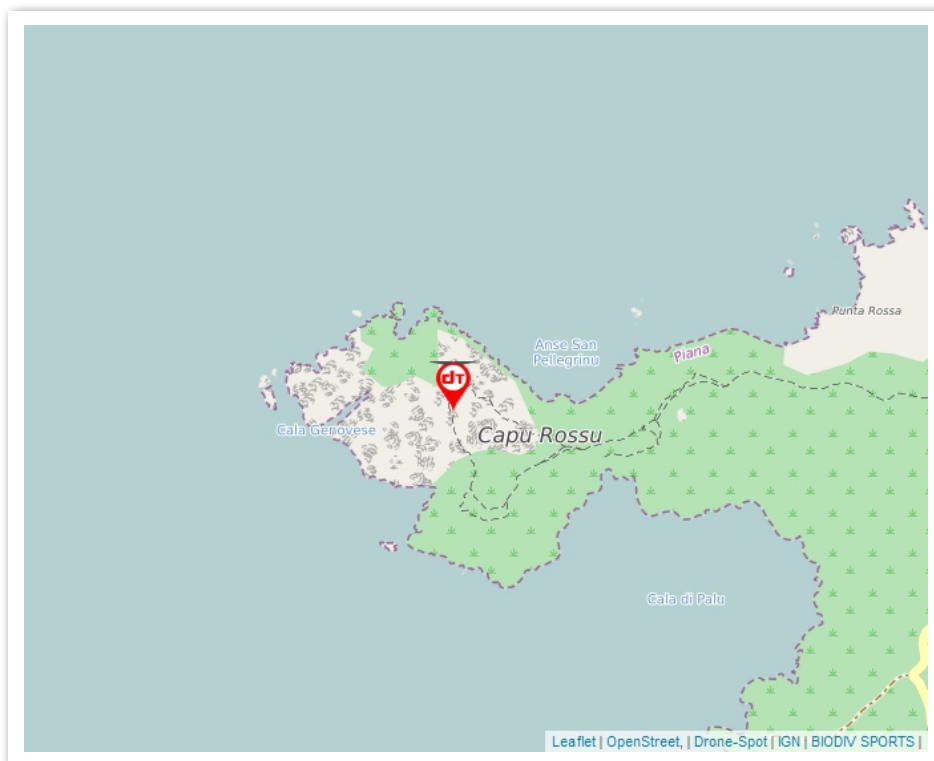 Punta Rossa
Anse San
Pellegrinu
Piana
dT
Cala Genovese
Capu Rossu
Cala di Palu
Leaflet | OpenStreet, | Drone-Spot | IGN | BIODIV SPORTS |